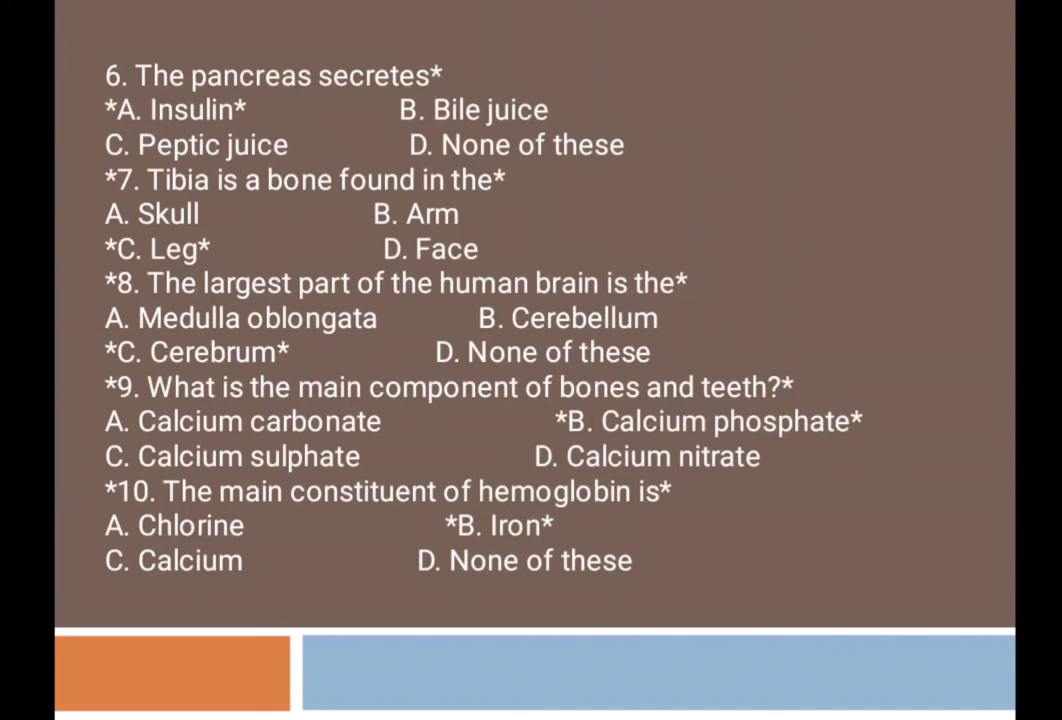 6. The pancreas secretes*
*A. Insulin* B. Bile juice
C. Peptic juice D. None of these
*7. Tibia is a bone found in the*
A. Skull B. Arm
*C. Leg* D. Face
*8. The largest part of the human brain is the*
A. Medulla oblongata B. Cerebellum
*C. Cerebrum* D. None of these
*9. What is the main component of bones and teeth?*
A. Calcium carbonate *B. Calcium phosphate*
C. Calcium sulphate D. Calcium nitrate
*10. The main constituent of hemoglobin is*
A. Chlorine *B. Iron*
C. Calcium D. None of these